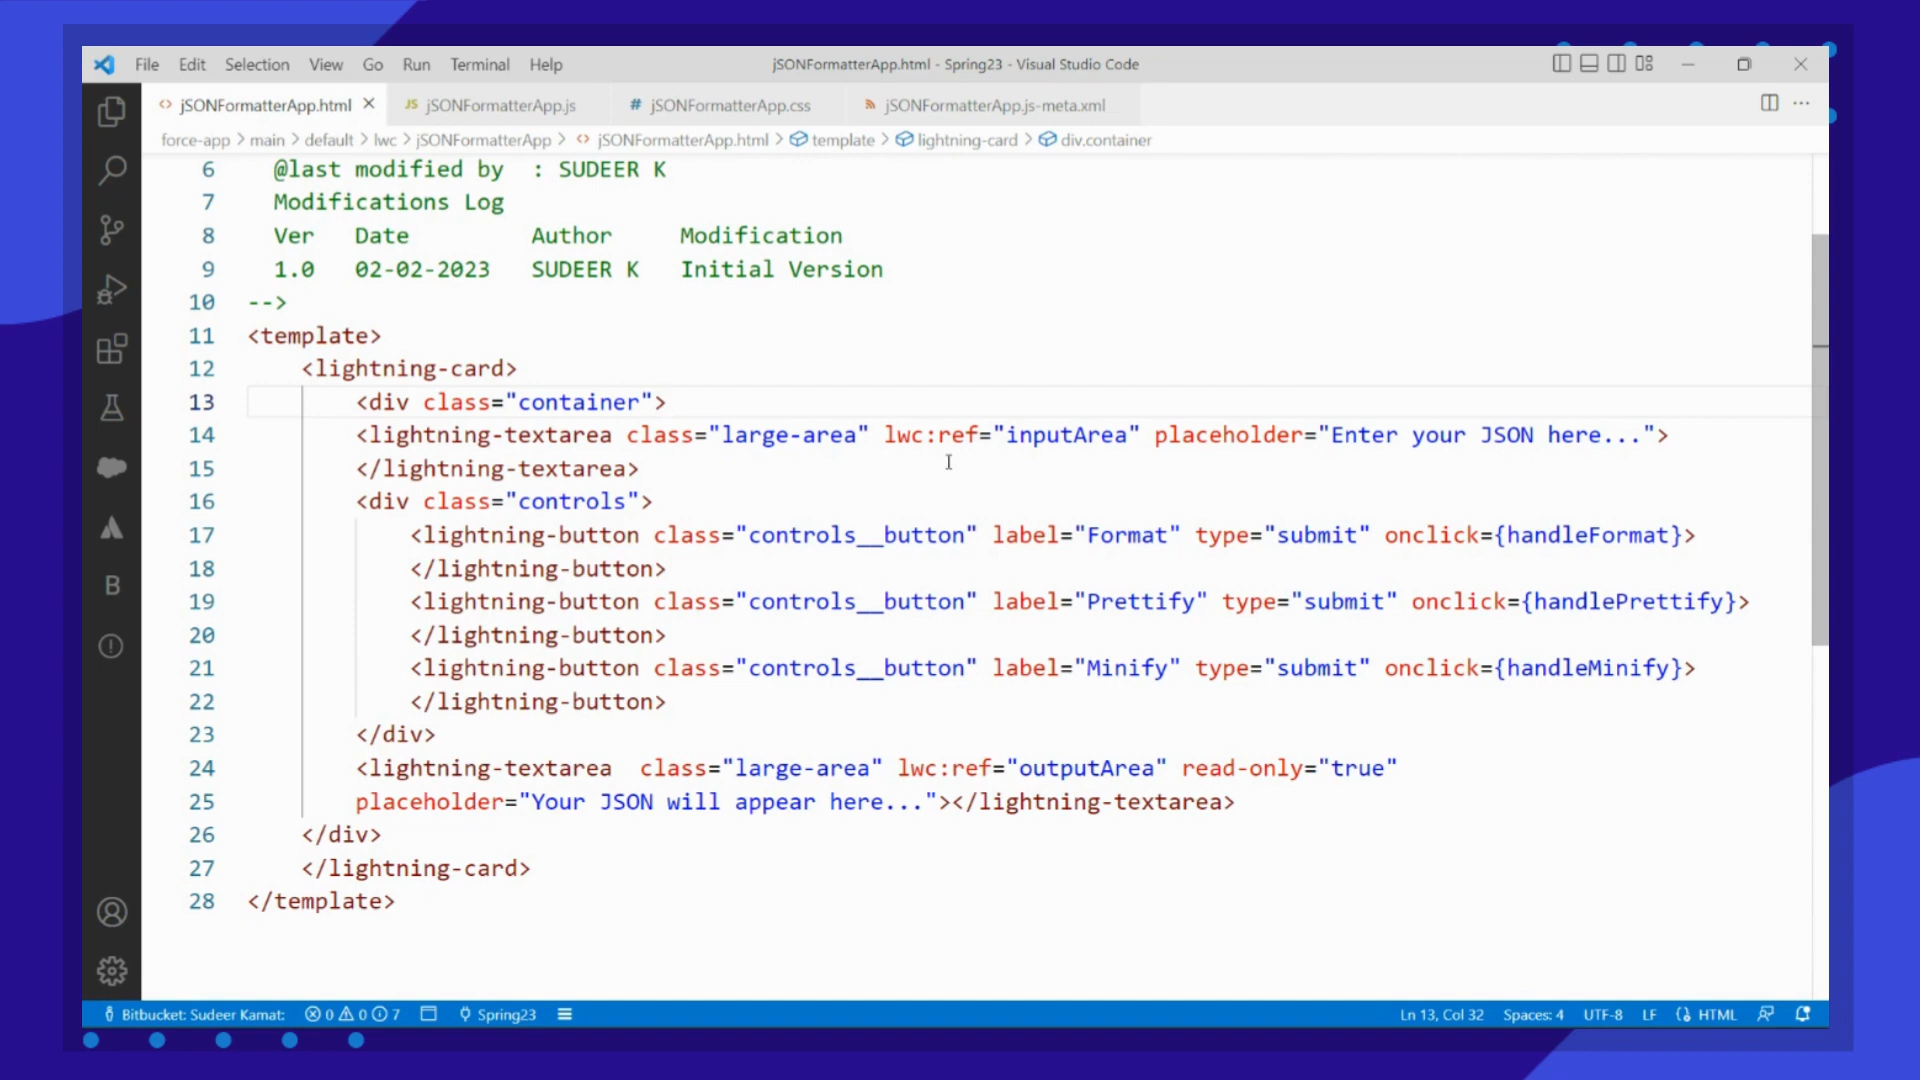 File Edit Selection View Go Run Terminal Help jSONFormatterApp.html - Spring23 - Visual Studio Code
<> jSONFormatterApp.html × JS jSONFormatterApp.js # jSONFormatterApp.css jSONFormatterApp.js-meta.xml ...
force-app > main > default > lwc > jSONFormatterApp > <> jSONFormatterApp.html > template > lightning-card > div.container
6 @last modified by : SUDEER K
7 Modifications Log
8 Ver Date Author Modification
9 1.0 02-02-2023 SUDEER K Initial Version
10 -->
11 <template>
12 <lightning-card>
13 <div class="container">
14 <lightning-textarea class="large-area" lwc:ref="inputArea" placeholder="Enter your JSON here...">
15 </lightning-textarea>
16 <div class="controls">
17 <lightning-button class="controls__button" label="Format" type="submit" onclick={handleFormat}>
18 </lightning-button>
19 <lightning-button class="controls__button" label="Prettify" type="submit" onclick={handlePrettify}>
20 </lightning-button>
21 <lightning-button class="controls__button" label="Minify" type="submit" onclick={handleMinify}>
22 </lightning-button>
23 </div>
24 <lightning-textarea  class="large-area" lwc:ref="outputArea" read-only="true"
25 placeholder="Your JSON will appear here..."></lightning-textarea>
26 </div>
27 </lightning-card>
28 </template>
B
Bitbucket: Sudeer Kamat: 0 0 7 Spring23 Ln 13, Col 32 Spaces: 4 UTF-8 LF HTML